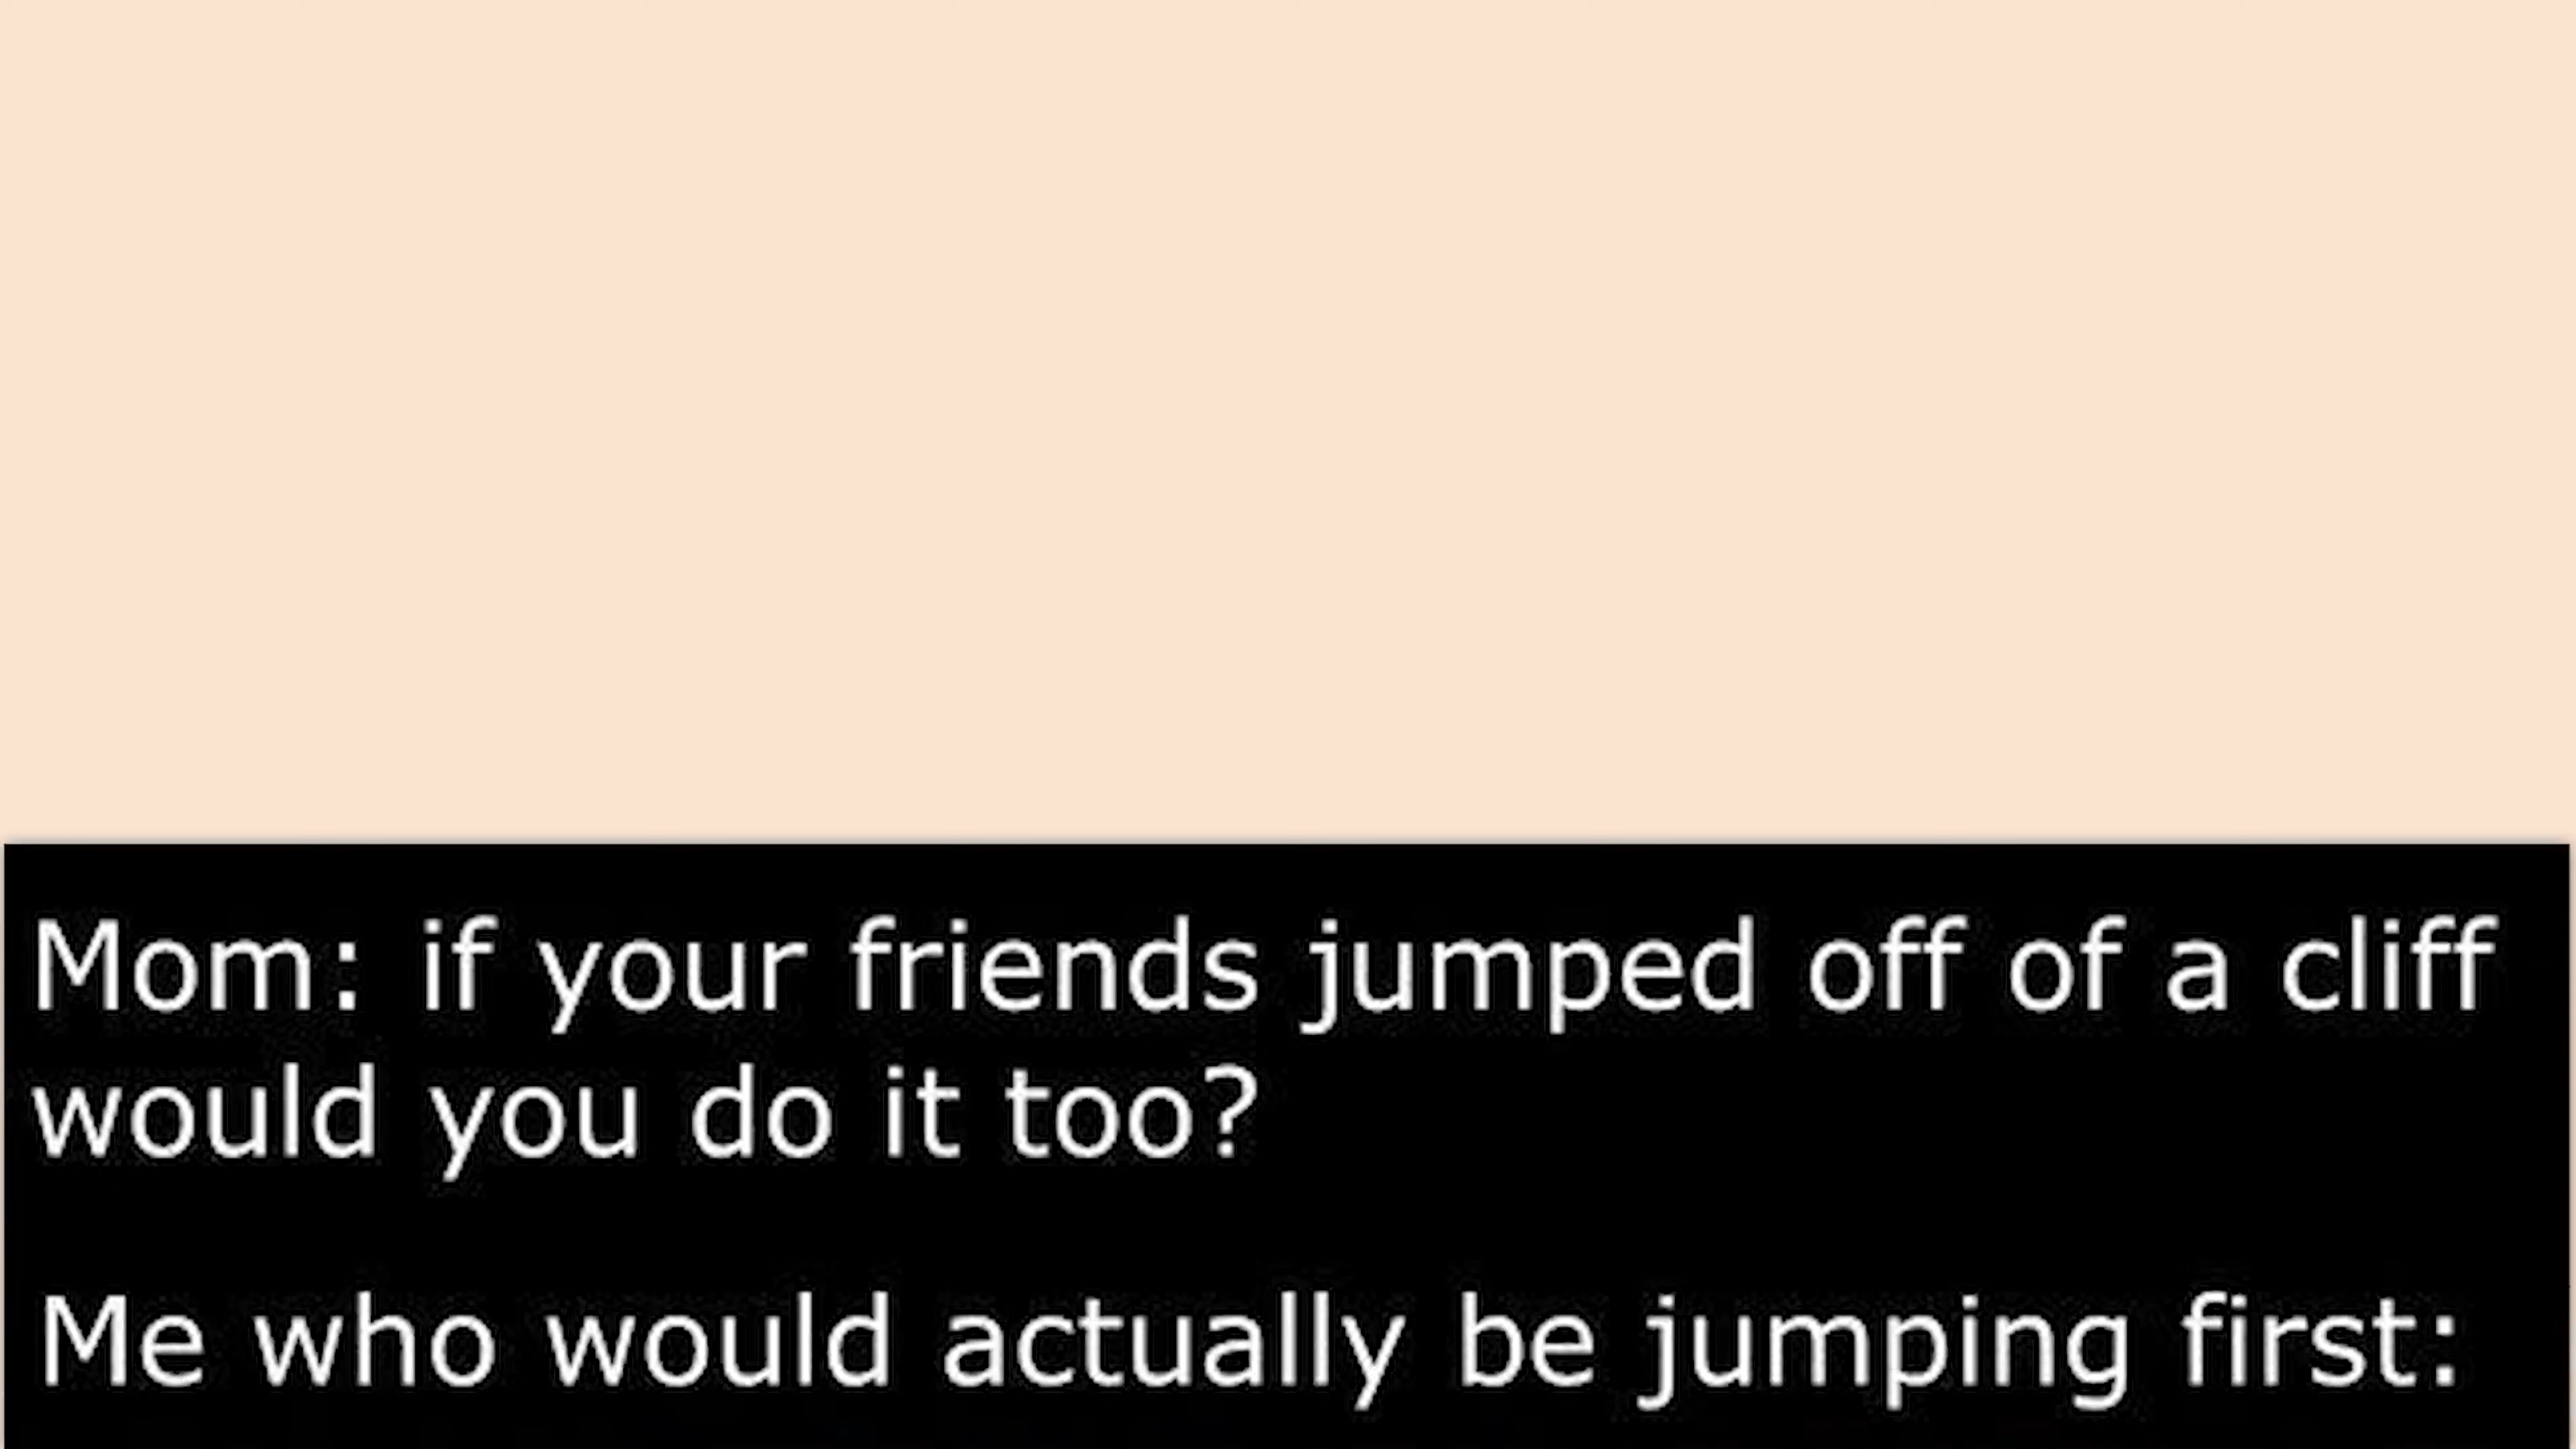 Mom: if your friends jumped off of a cliff
would you do it too?
Me who would actually be jumping first: